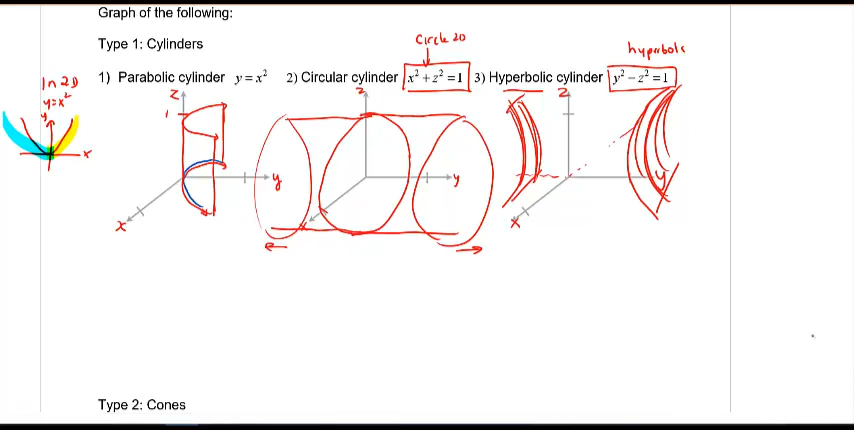 Graph of the following:
Type 1: Cylinders
Circle 2D
hyperbola
1) Parabolic cylinder y = x² 2) Circular cylinder x² + z² = 1 3) Hyperbolic cylinder y² − z² = 1
In 2D
y=x²
y
x
z
1
y
x
z
y
x
z
y
x
Type 2: Cones